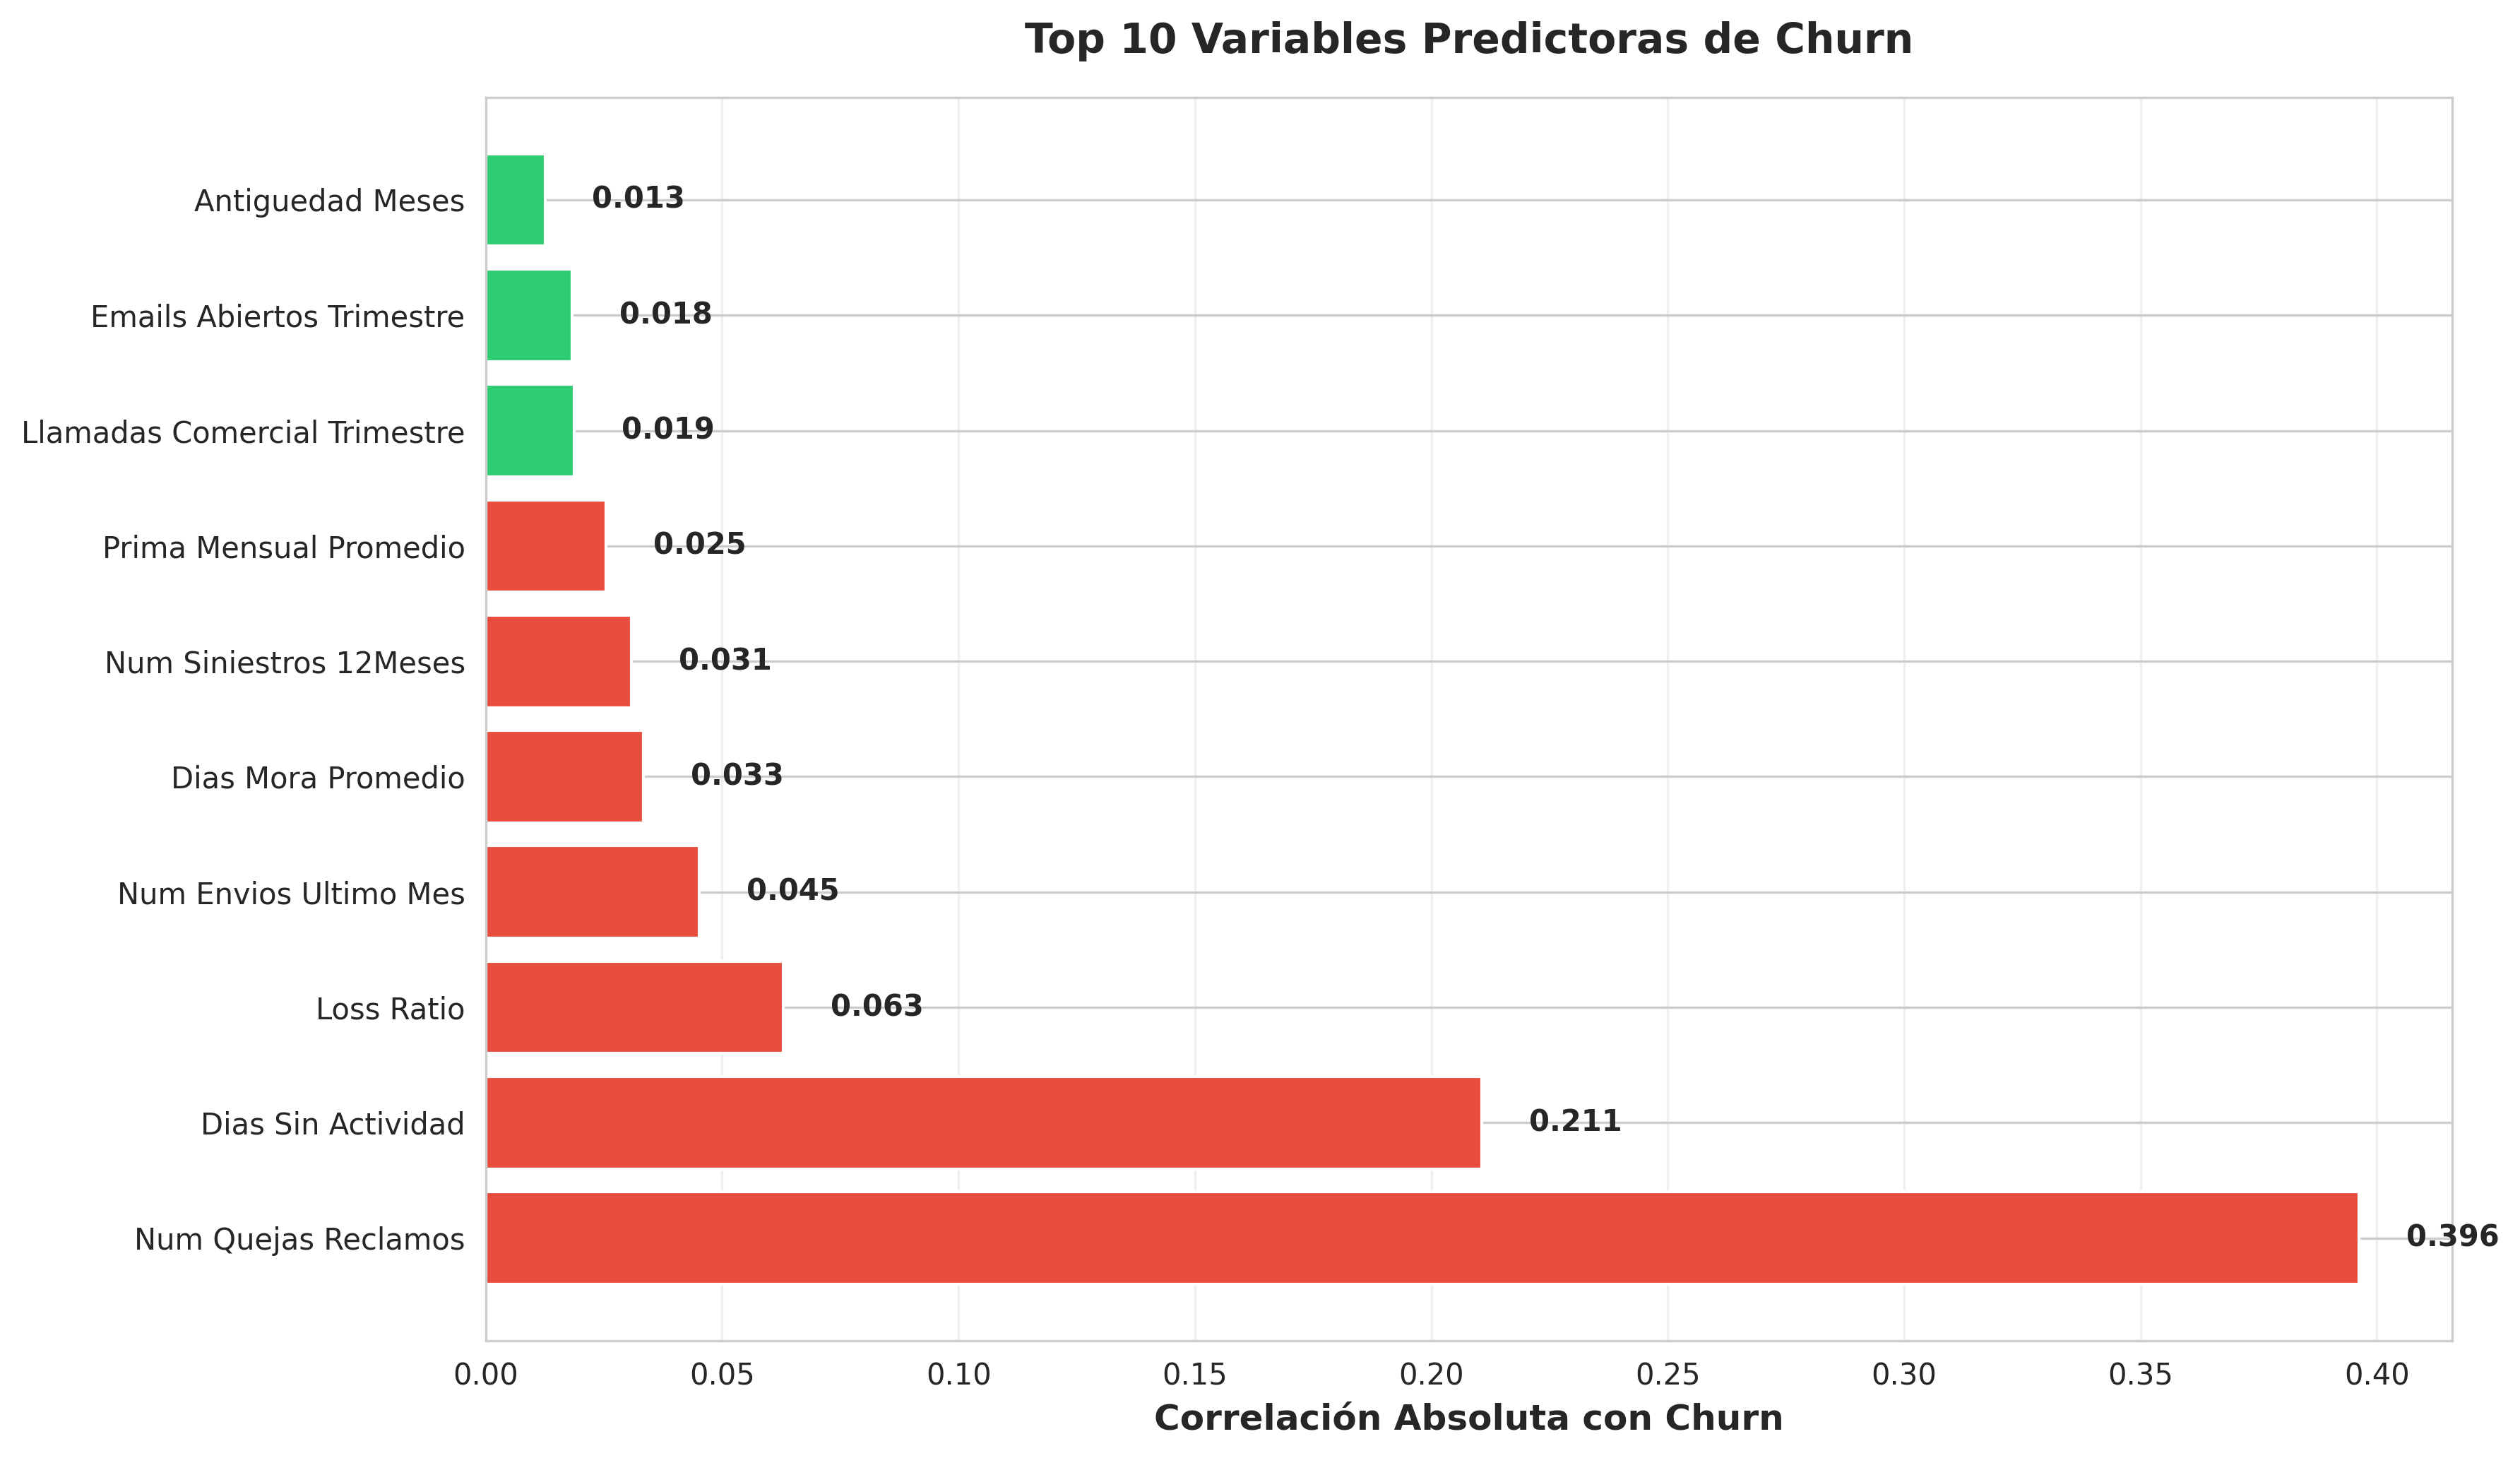 Top 10 Variables Predictoras de Churn
Antiguedad Meses 0.013
Emails Abiertos Trimestre 0.018
Llamadas Comercial Trimestre 0.019
Prima Mensual Promedio 0.025
Num Siniestros 12Meses 0.031
Dias Mora Promedio 0.033
Num Envios Ultimo Mes 0.045
Loss Ratio 0.063
Dias Sin Actividad 0.211
Num Quejas Reclamos 0.396
0.00 0.05 0.10 0.15 0.20 0.25 0.30 0.35 0.40
Correlación Absoluta con Churn